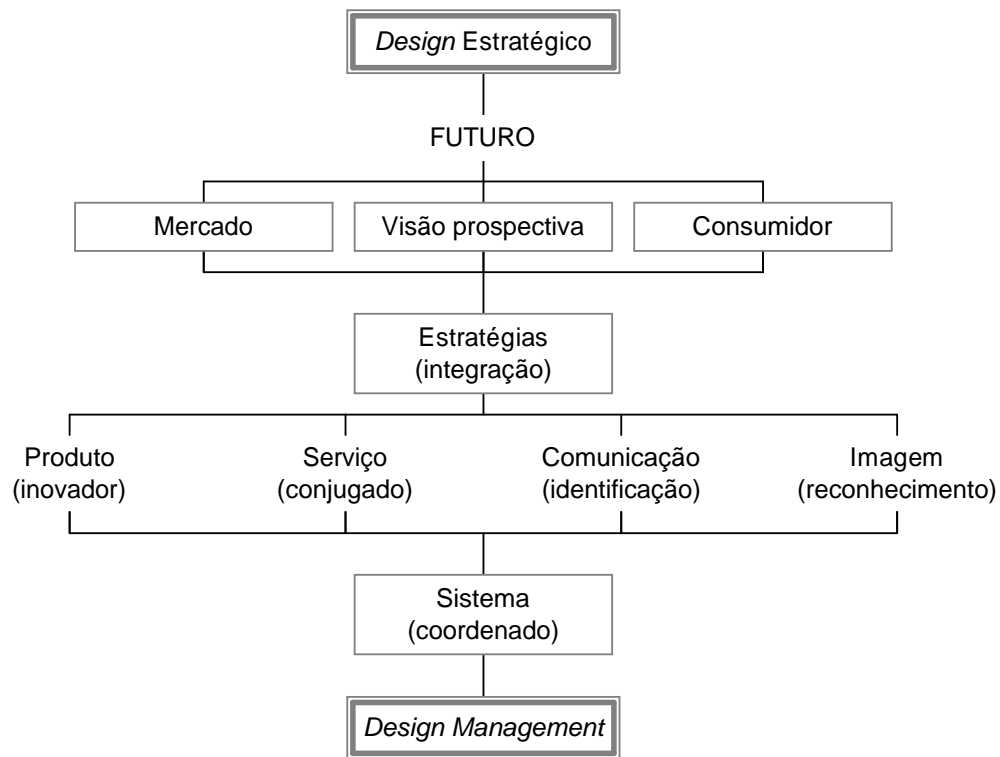 Design Estratégico
FUTURO
Mercado
Visão prospectiva
Consumidor
Estratégias
(integração)
Produto
(inovador)
Serviço
(conjugado)
Comunicação
(identificação)
Imagem
(reconhecimento)
Sistema
(coordenado)
Design Management